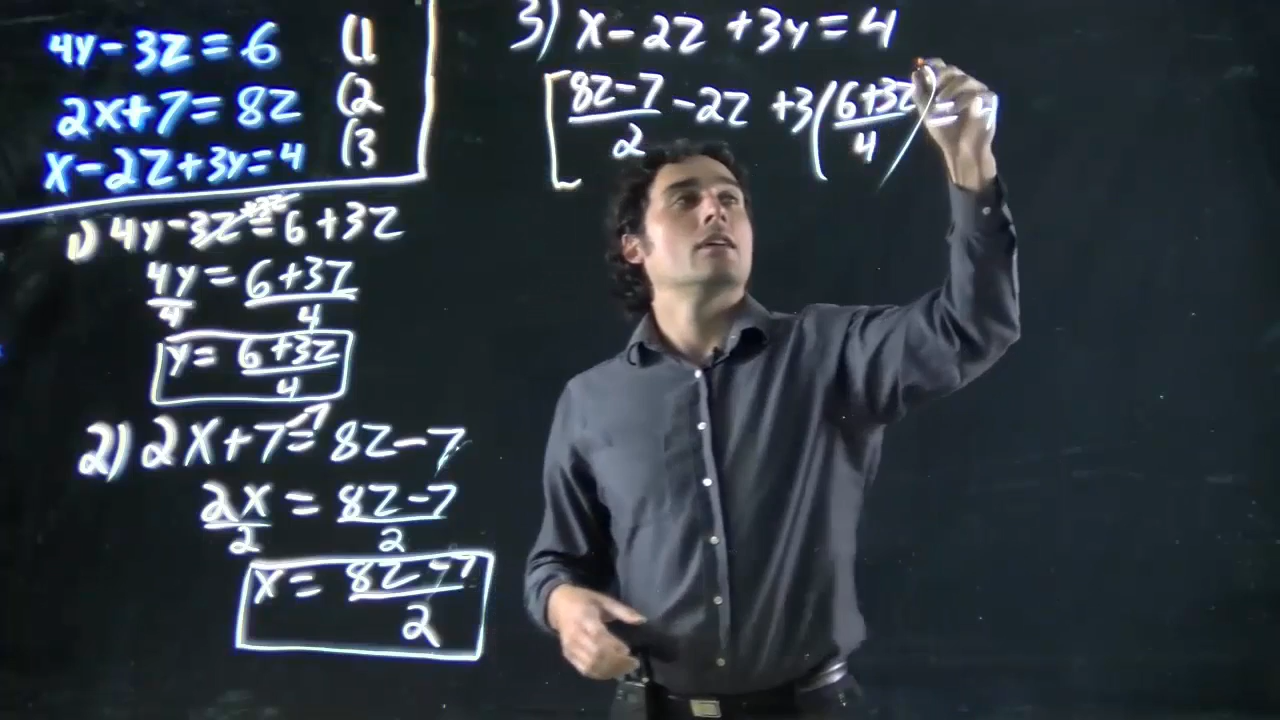 4y-3z=6 (1
2x+7=8z (2
x-2z+3y=4 (3
1) 4y-3z=6+3z
4y = 6+3z
4 4
y= 6+3z
4
2) 2x+7=8z-7
2x = 8z-7
2 2
x= 8z-7
2
3) x-2z+3y=4
[8z-7 -2z +3(6+3z)=4
2 4